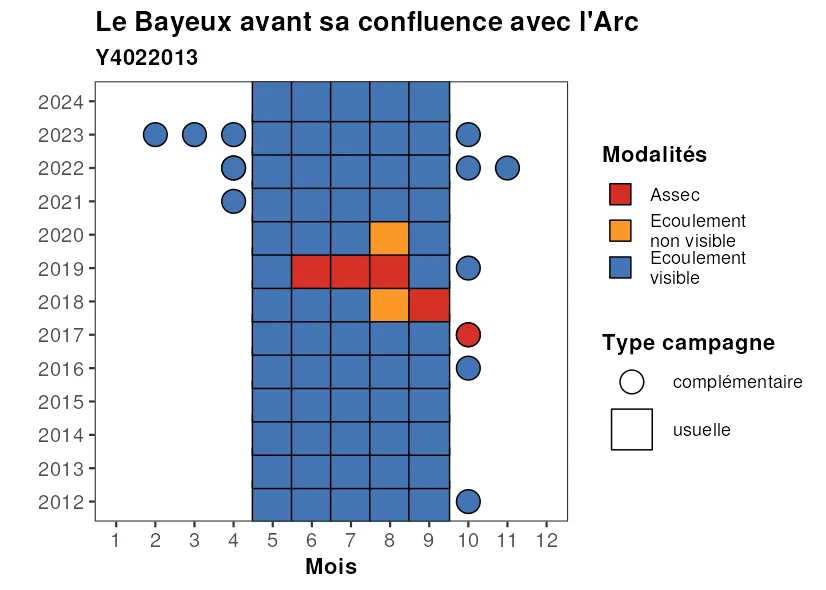 Le Bayeux avant sa confluence avec l'Arc
Y4022013
2024
2023
2022
2021
2020
2019
2018
2017
2016
2015
2014
2013
2012
1 2 3 4 5 6 7 8 9 10 11 12
Mois
Modalités
Assec
Ecoulement
non visible
Ecoulement
visible
Type campagne
complémentaire
usuelle